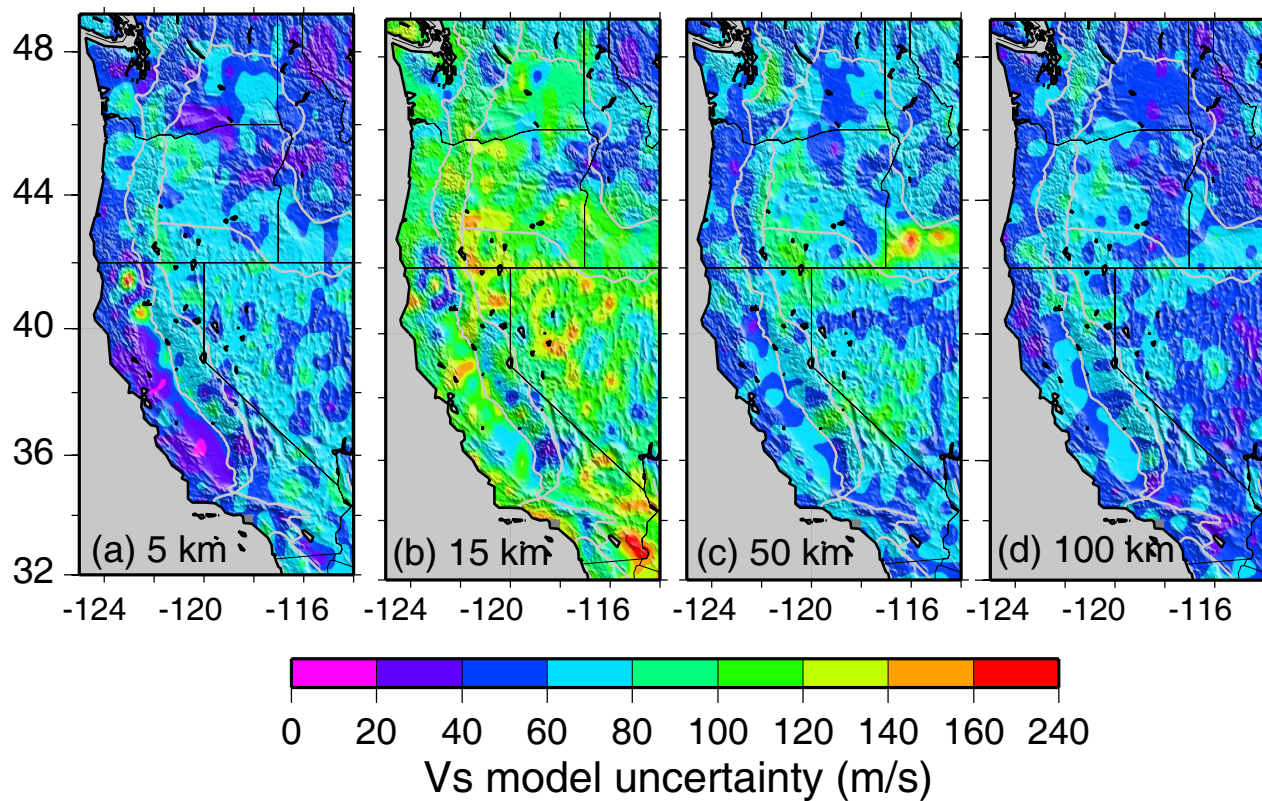 48
44
40
36
32
(a) 5 km
(b) 15 km
(c) 50 km
(d) 100 km
-124 -120 -116 -124 -120 -116 -124 -120 -116 -124 -120 -116
0 20 40 60 80 100 120 140 160 240
Vs model uncertainty (m/s)